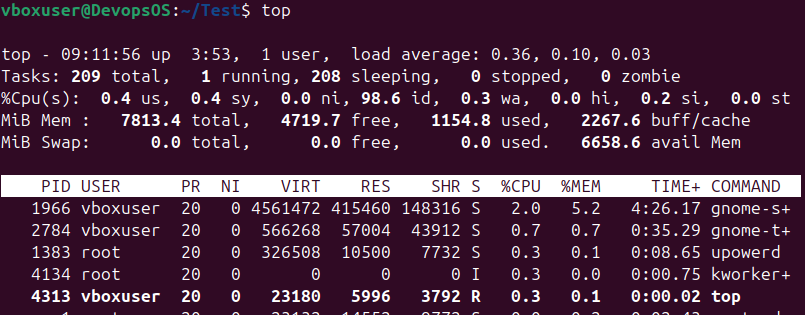 vboxuser@DevopsOS:~/Test$ top
top - 09:11:56 up  3:53,  1 user,  load average: 0.36, 0.10, 0.03
Tasks: 209 total,   1 running, 208 sleeping,   0 stopped,   0 zombie
%Cpu(s):  0.4 us,  0.4 sy,  0.0 ni, 98.6 id,  0.3 wa,  0.0 hi,  0.2 si,  0.0 st
MiB Mem :   7813.4 total,   4719.7 free,   1154.8 used,   2267.6 buff/cache
MiB Swap:      0.0 total,      0.0 free,      0.0 used.   6658.6 avail Mem
PID USER      PR  NI    VIRT    RES    SHR S  %CPU  %MEM     TIME+ COMMAND
1966 vboxuser  20   0 4561472 415460 148316 S   2.0   5.2   4:26.17 gnome-s+
2784 vboxuser  20   0  566268  57004  43912 S   0.7   0.7   0:35.29 gnome-t+
1383 root      20   0  326508  10500   7732 S   0.3   0.1   0:08.65 upowerd
4134 root      20   0       0      0      0 I   0.3   0.0   0:00.75 kworker+
4313 vboxuser  20   0   23180   5996   3792 R   0.3   0.1   0:00.02 top